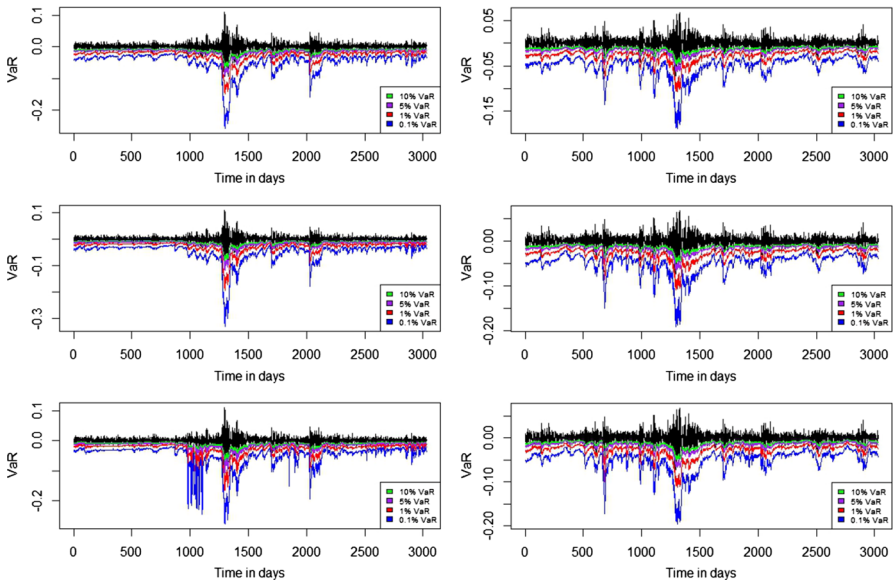 VaR
0.1
0.0
-0.2
10% VaR
5% VaR
1% VaR
0.1% VaR
0 500 1000 1500 2000 2500 3000
Time in days
VaR
0.05
-0.05
-0.15
10% VaR
5% VaR
1% VaR
0.1% VaR
0 500 1000 1500 2000 2500 3000
Time in days
VaR
0.1
-0.1
-0.3
10% VaR
5% VaR
1% VaR
0.1% VaR
0 500 1000 1500 2000 2500 3000
Time in days
VaR
0.00
-0.10
-0.20
10% VaR
5% VaR
1% VaR
0.1% VaR
0 500 1000 1500 2000 2500 3000
Time in days
VaR
0.1
0.0
-0.2
10% VaR
5% VaR
1% VaR
0.1% VaR
0 500 1000 1500 2000 2500 3000
Time in days
VaR
0.00
-0.10
-0.20
10% VaR
5% VaR
1% VaR
0.1% VaR
0 500 1000 1500 2000 2500 3000
Time in days